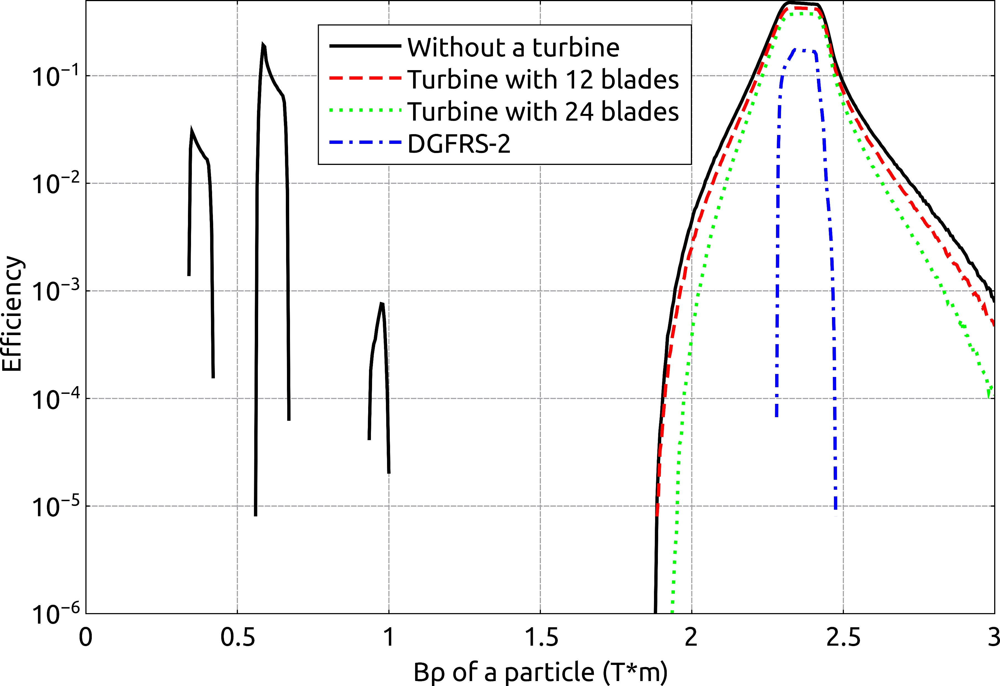 Without a turbine
Turbine with 12 blades
Turbine with 24 blades
DGFRS-2
10⁻¹
10⁻²
10⁻³
10⁻⁴
10⁻⁵
10⁻⁶
Efficiency
0 0.5 1 1.5 2 2.5 3
Bρ of a particle (T*m)